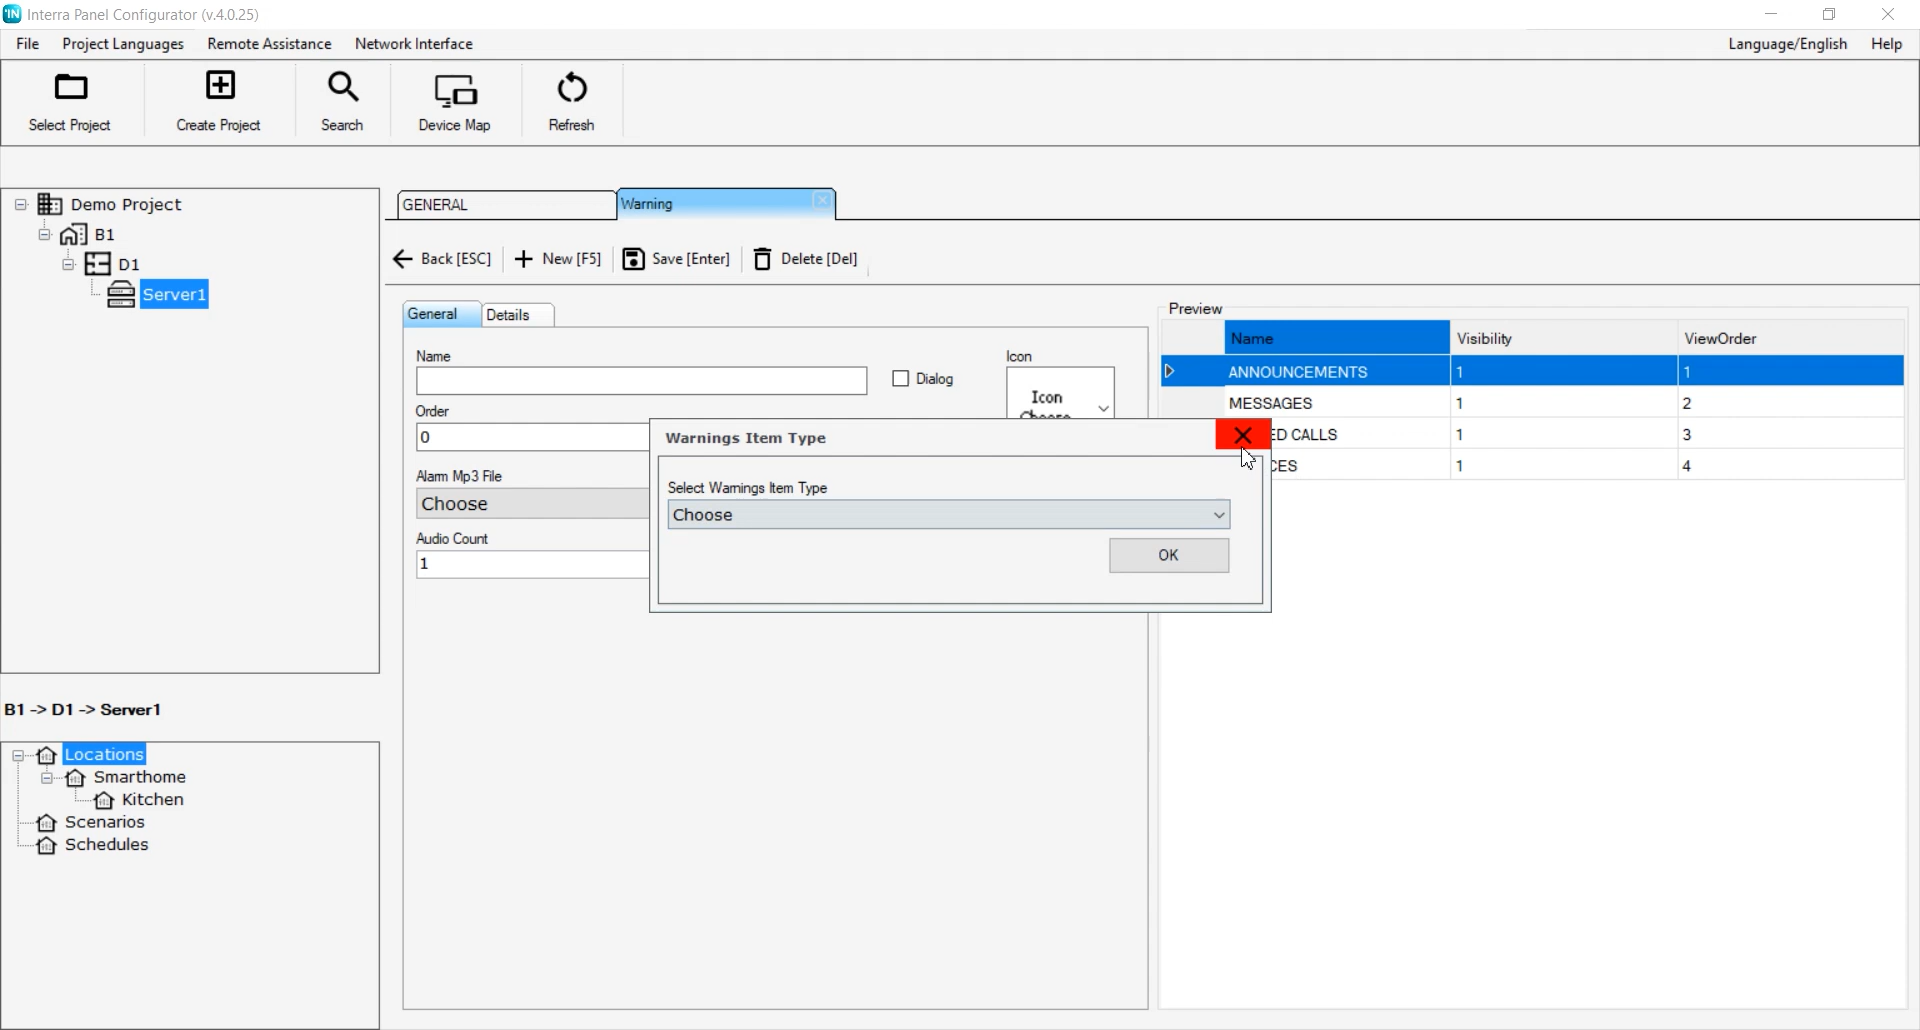 Interra Panel Configurator (v.4.0.25)
File Project Languages Remote Assistance Network Interface Language/English Help
Select Project Create Project Search Device Map Refresh
Demo Project
B1
D1
Server1
B1 -> D1 -> Server1
Locations
Smarthome
Kitchen
Scenarios
Schedules
GENERAL Warning
Back [ESC] New [F5] Save [Enter] Delete [Del]
General Details
Name
Dialog
Icon
Icon
Order
0
Alarm Mp3 File
Choose
Audio Count
1
Warnings Item Type
Select Warnings Item Type
Choose
OK
Preview
Name Visibility ViewOrder
ANNOUNCEMENTS 1 1
MESSAGES 1 2
ED CALLS 1 3
CES 1 4